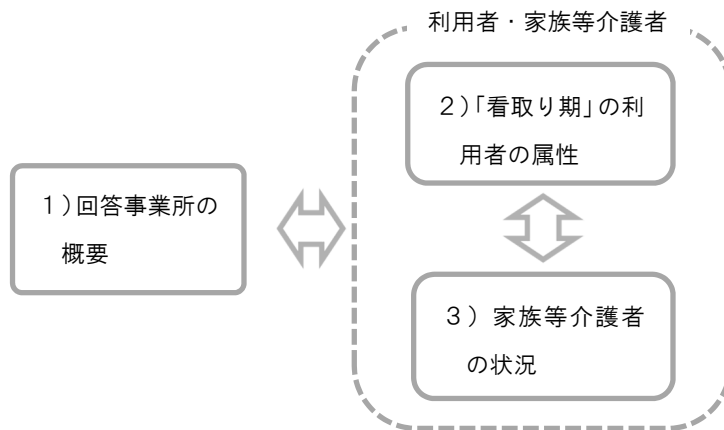 利用者・家族等介護者
2)「看取り期」の利
用者の属性
1)回答事業所の
概要
3) 家族等介護者
の状況